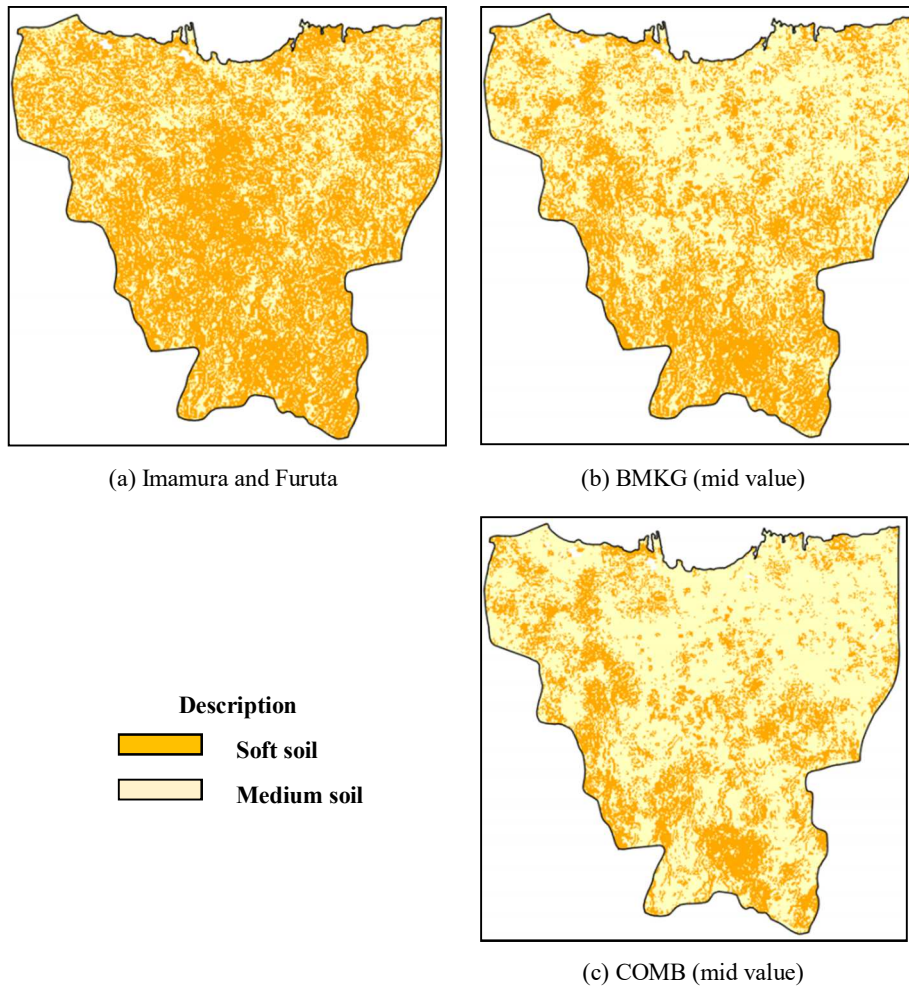 (a) Imamura and Furuta
(b) BMKG (mid value)
Description
Soft soil
Medium soil
(c) COMB (mid value)